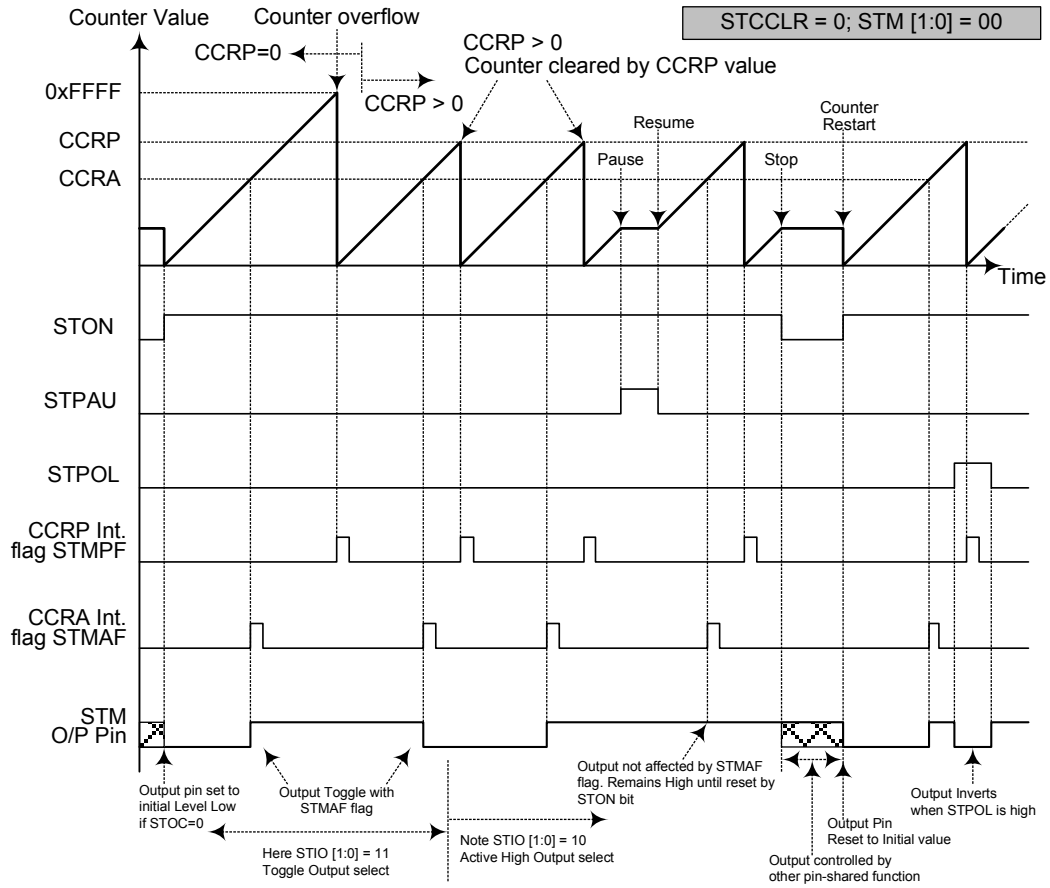 Counter Value
Counter overflow
STCCLR = 0; STM [1:0] = 00
CCRP=0
CCRP > 0
CCRP > 0
Counter cleared by CCRP value
0xFFFF
CCRP
CCRA
Pause
Resume
Stop
Counter
Restart
Time
STON
STPAU
STPOL
CCRP Int.
flag STMPF
CCRA Int.
flag STMAF
STM
O/P Pin
Output pin set to
initial Level Low
if STOC=0
Output Toggle with
STMAF flag
Here STIO [1:0] = 11
Toggle Output select
Note STIO [1:0] = 10
Active High Output select
Output not affected by STMAF
flag. Remains High until reset by
STON bit
Output controlled by
other pin-shared function
Output Pin
Reset to Initial value
Output Inverts
when STPOL is high